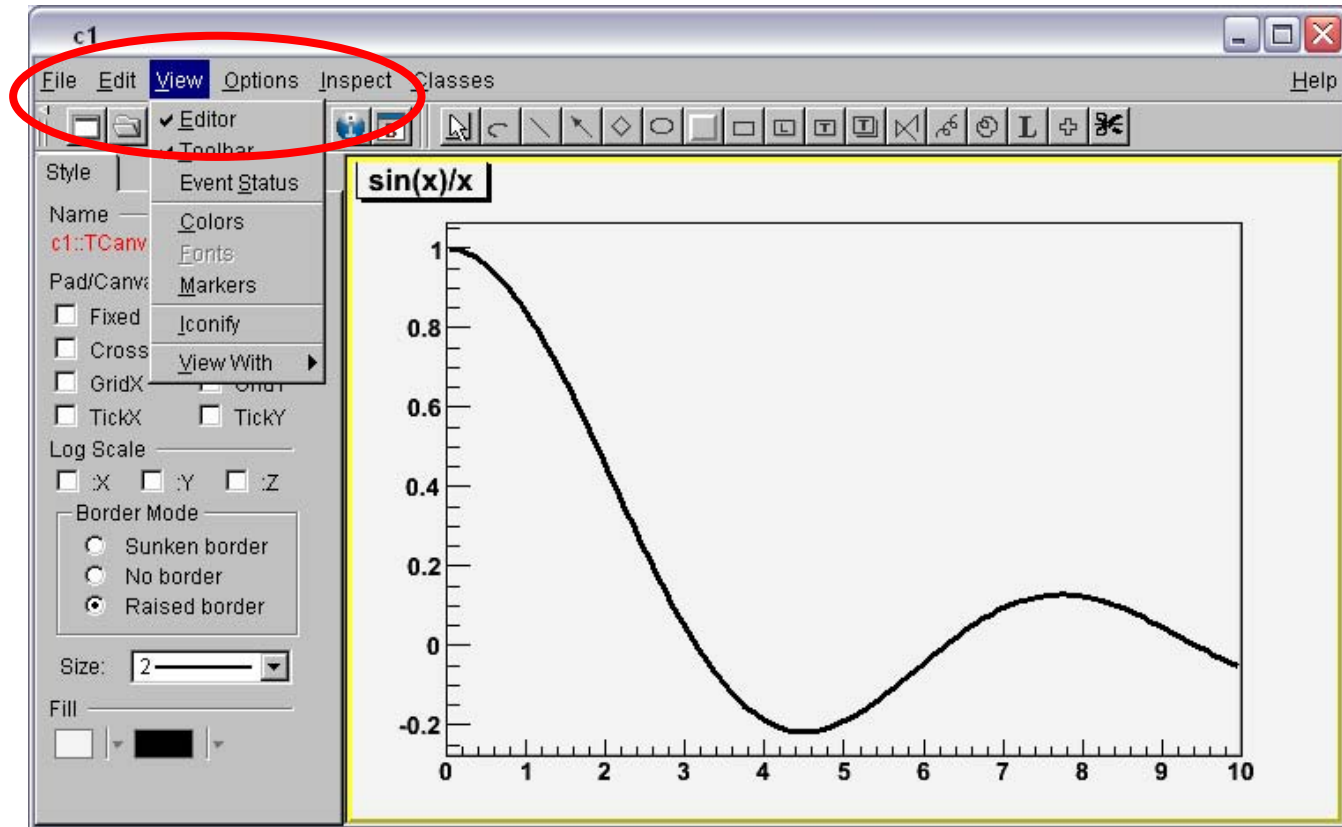 c1
File Edit View Options Inspect Classes Help
Editor
Toolbar
Event Status
Colors
Fonts
Markers
Iconify
View With
Style
Name
c1::TCanv
Pad/Canva
Fixed
Cross
GridX GridY
TickX TickY
Log Scale
:X :Y :Z
Border Mode
Sunken border
No border
Raised border
Size: 2
Fill
L T T L
sin(x)/x
1
0.8
0.6
0.4
0.2
0
-0.2
0 1 2 3 4 5 6 7 8 9 10